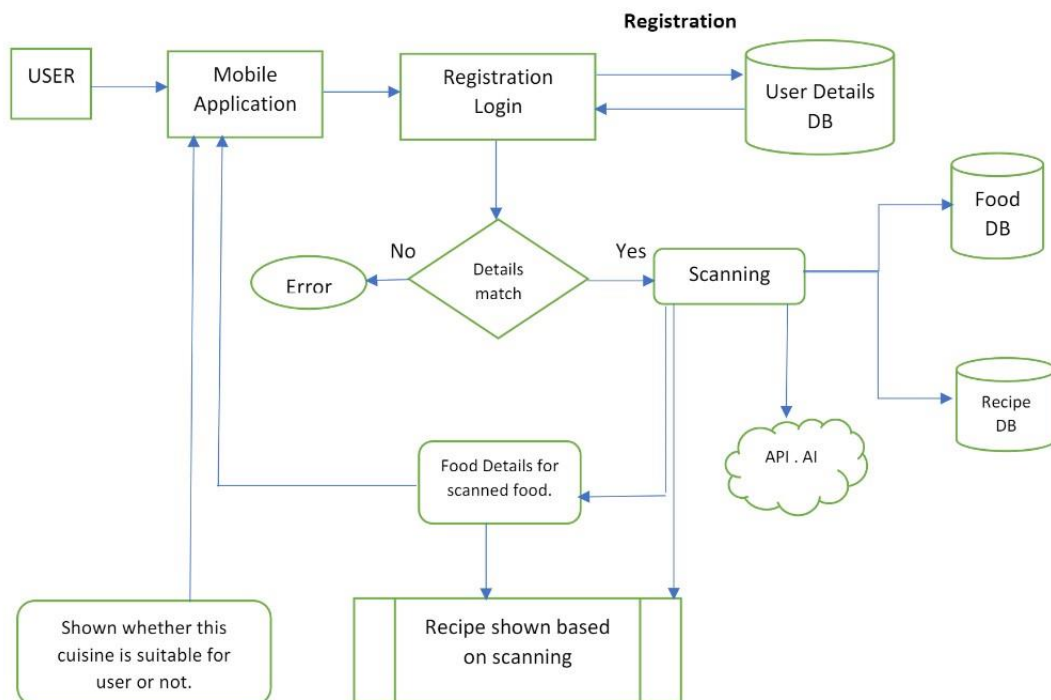 Registration
USER
Mobile
Application
Registration
Login
User Details
DB
Food
DB
No
Details
match
Yes
Scanning
Error
Recipe
DB
API . AI
Food Details for
scanned food.
Shown whether this
cuisine is suitable for
user or not.
Recipe shown based
on scanning